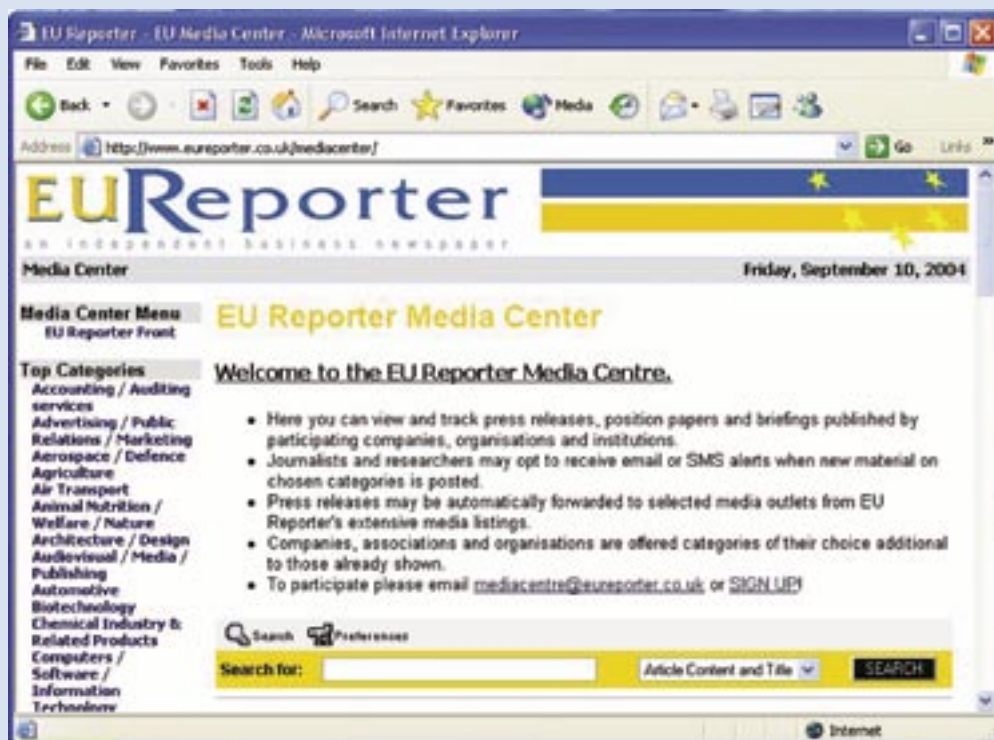 EU Reporter - EU Media Center - Microsoft Internet Explorer
File Edit View Favorites Tools Help
Back Search Favorites Media
Address http://www.eureporter.co.uk/mediacenter/ Go Links »
EUReporter
an independent business newspaper
Media Center Friday, September 10, 2004
Media Center Menu
EU Reporter Front
Top Categories
Accounting / Auditing
services
Advertising / Public
Relations / Marketing
Aerospace / Defence
Agriculture
Air Transport
Animal Nutrition /
Welfare / Nature
Architecture / Design
Audiovisual / Media /
Publishing
Automotive
Biotechnology
Chemical Industry &
Related Products
Computers /
Software /
Information
Technology
EU Reporter Media Center
Welcome to the EU Reporter Media Centre.
• Here you can view and track press releases, position papers and briefings published by
participating companies, organisations and institutions.
• Journalists and researchers may opt to receive email or SMS alerts when new material on
chosen categories is posted.
• Press releases may be automatically forwarded to selected media outlets from EU
Reporter's extensive media listings.
• Companies, associations and organisations are offered categories of their choice additional
to those already shown.
• To participate please email mediacentre@eureporter.co.uk or SIGN UP!
Search Preferences
Search for: Article Content and Title SEARCH
Internet